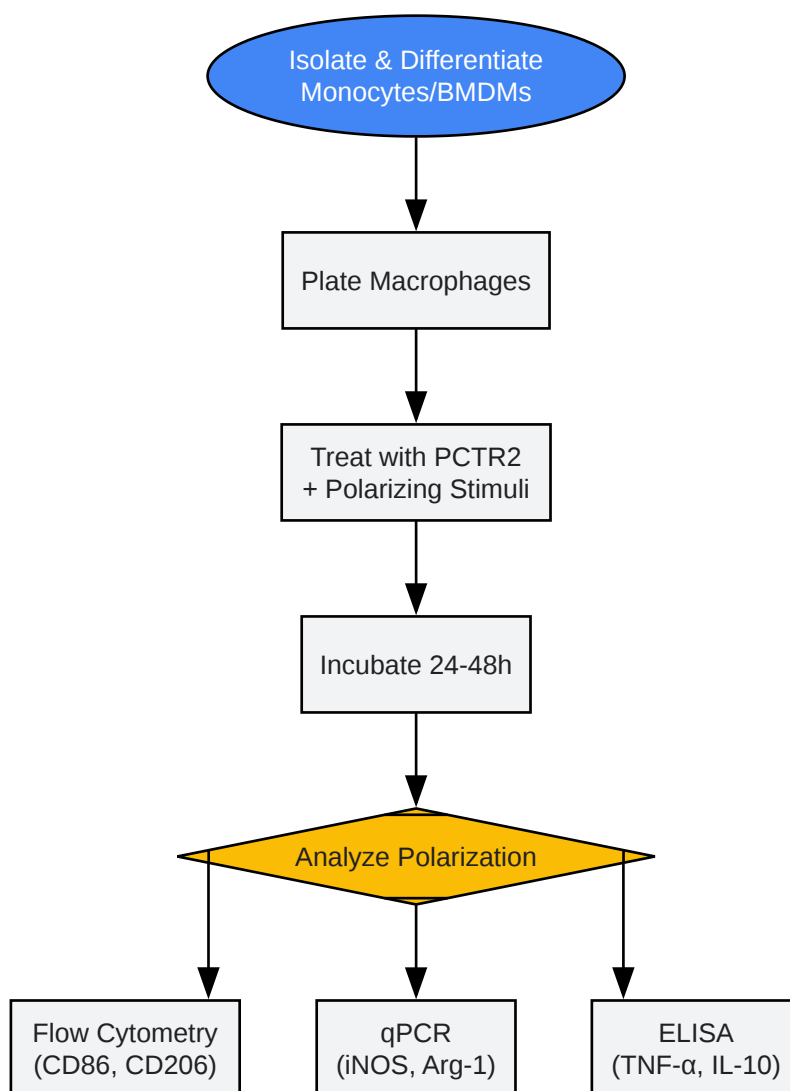 Isolate & Differentiate
Monocytes/BMDMs
Plate Macrophages
Treat with PCTR2
+ Polarizing Stimuli
Incubate 24-48h
Analyze Polarization
Flow Cytometry
(CD86, CD206)
qPCR
(iNOS, Arg-1)
ELISA
(TNF-α, IL-10)